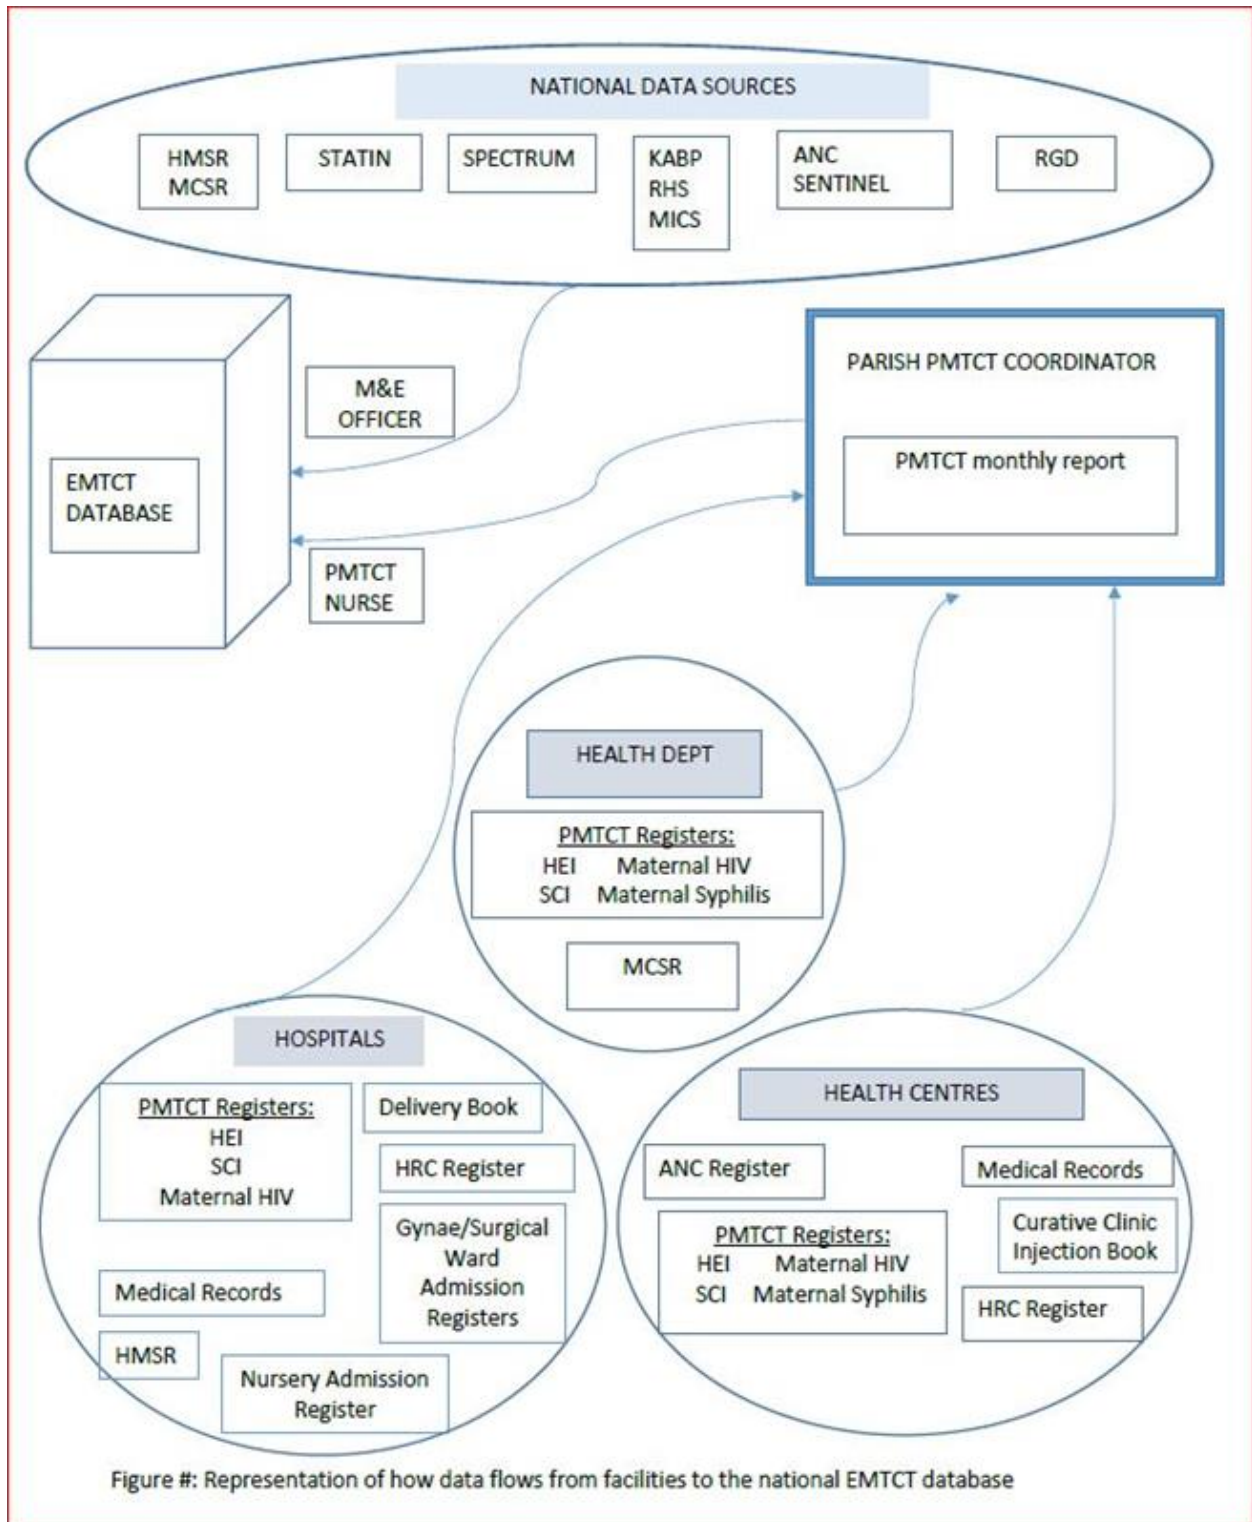 NATIONAL DATA SOURCES
HMSR
MCSR
STATIN
SPECTRUM
KABP
RHS
MICS
ANC
SENTINEL
RGD
M&E
OFFICER
EMTCT
DATABASE
PMTCT
NURSE
PARISH PMTCT COORDINATOR
PMTCT monthly report
HEALTH DEPT
PMTCT Registers:
HEI Maternal HIV
SCI Maternal Syphilis
MCSR
HOSPITALS
PMTCT Registers:
HEI
SCI
Maternal HIV
Delivery Book
HRC Register
Gynae/Surgical
Ward
Admission
Registers
Medical Records
HMSR
Nursery Admission
Register
HEALTH CENTRES
ANC Register
Medical Records
PMTCT Registers:
HEI Maternal HIV
SCI Maternal Syphilis
Curative Clinic
Injection Book
HRC Register
Figure #: Representation of how data flows from facilities to the national EMTCT database